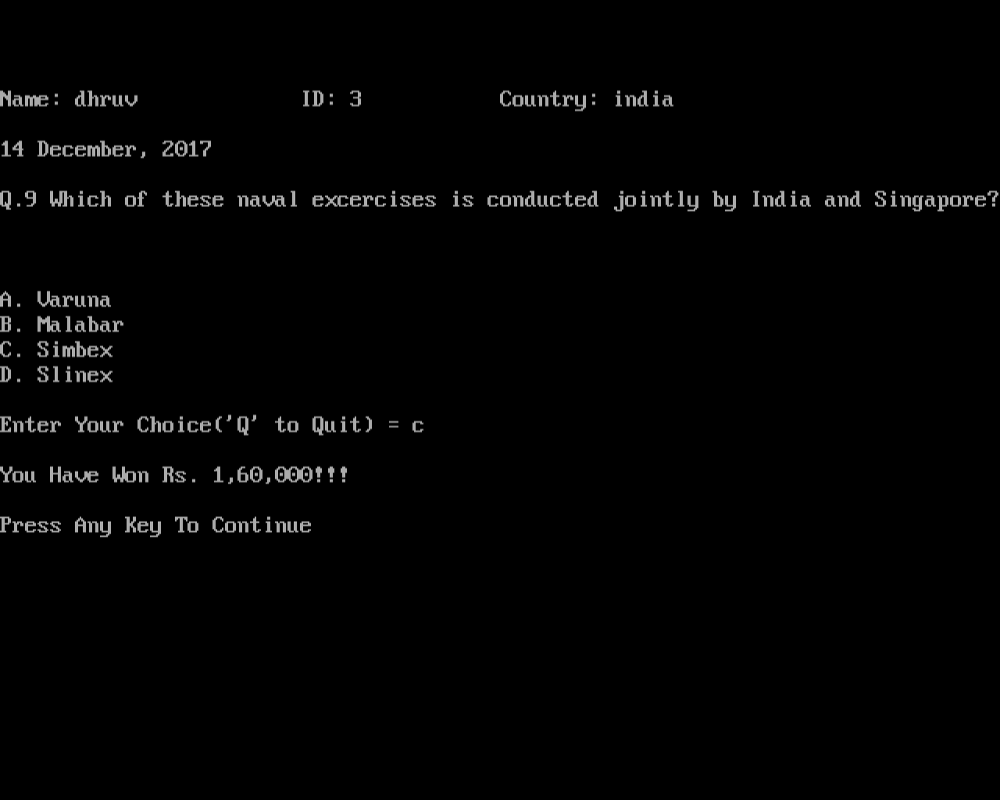 Name: dhruv ID: 3 Country: india
14 December, 2017
Q.9 Which of these naval excercises is conducted jointly by India and Singapore?
A. Varuna
B. Malabar
C. Simbex
D. Slinex
Enter Your Choice('Q' to Quit) = c
You Have Won Rs. 1,60,000!!!
Press Any Key To Continue